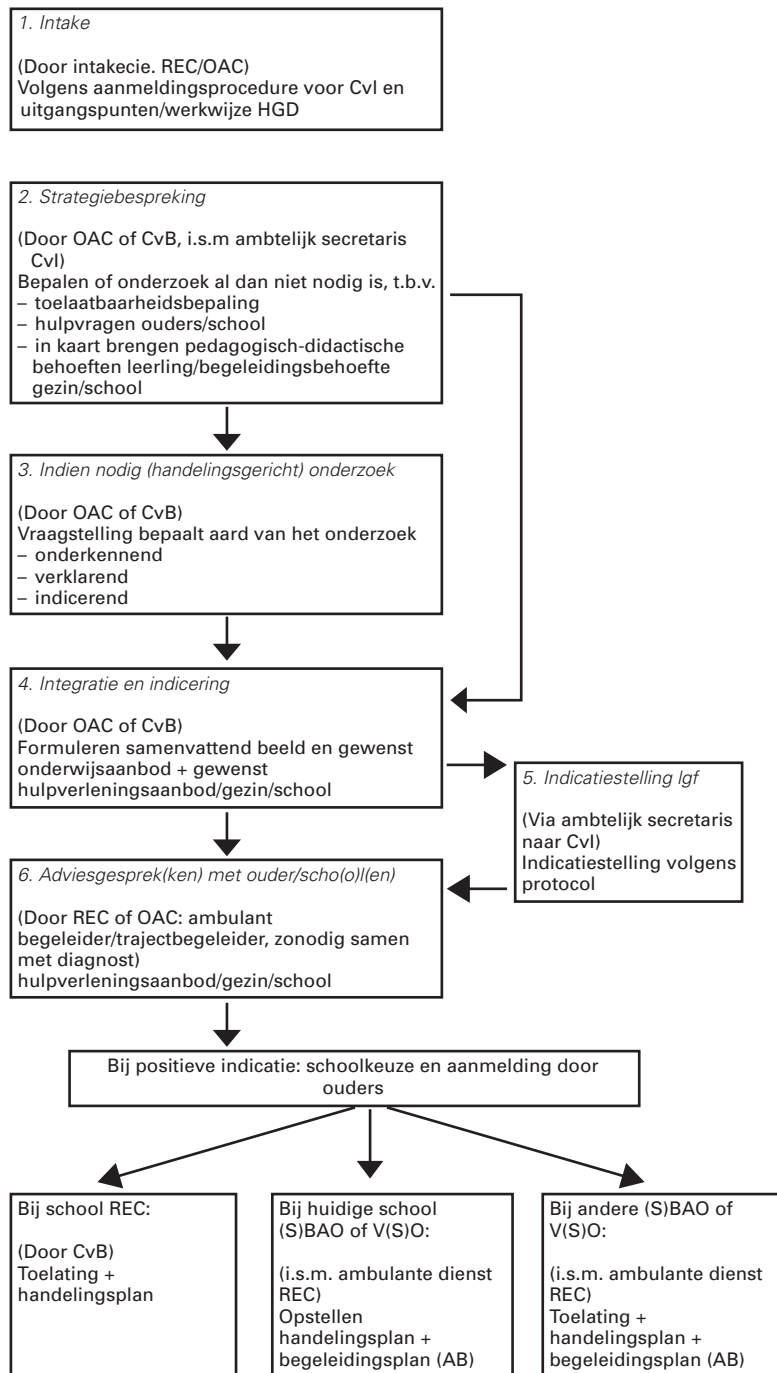 1. Intake
(Door intakecie. REC/OAC)
Volgens aanmeldingsprocedure voor CvI en
uitgangspunten/werkwijze HGD
2. Strategiebespreking
(Door OAC of CvB, i.s.m ambtelijk secretaris
CvI)
Bepalen of onderzoek al dan niet nodig is, t.b.v.
– toelaatbaarheidsbepaling
– hulpvragen ouders/school
– in kaart brengen pedagogisch-didactische
behoeften leerling/begeleidingsbehoefte
gezin/school
3. Indien nodig (handelingsgericht) onderzoek
(Door OAC of CvB)
Vraagstelling bepaalt aard van het onderzoek
– onderkennend
– verklarend
– indicerend
4. Integratie en indicering
(Door OAC of CvB)
Formuleren samenvattend beeld en gewenst
onderwijsaanbod + gewenst
hulpverleningsaanbod/gezin/school
5. Indicatiestelling lgf
(Via ambtelijk secretaris
naar CvI)
Indicatiestelling volgens
protocol
6. Adviesgesprek(ken) met ouder/scho(o)l(en)
(Door REC of OAC: ambulant
begeleider/trajectbegeleider, zonodig samen
met diagnost)
hulpverleningsaanbod/gezin/school
Bij positieve indicatie: schoolkeuze en aanmelding door
ouders
Bij school REC:
(Door CvB)
Toelating +
handelingsplan
Bij huidige school
(S)BAO of V(S)O:
(i.s.m. ambulante dienst
REC)
Opstellen
handelingsplan +
begeleidingsplan (AB)
Bij andere (S)BAO of
V(S)O:
(i.s.m. ambulante dienst
REC)
Toelating +
handelingsplan +
begeleidingsplan (AB)